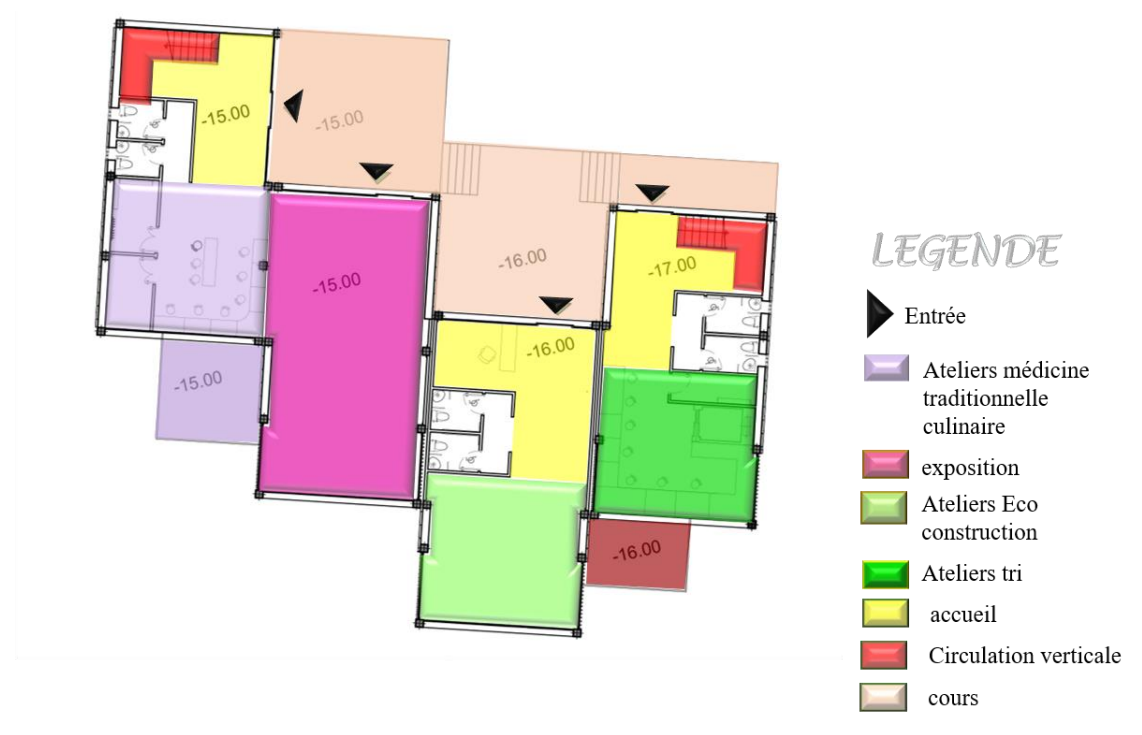 -15.00
-15.00
-15.00
-16.00
-17.00
-16.00
-15.00
-16.00
LEGENDE
Entrée
Ateliers médicine
traditionnelle
culinaire
exposition
Ateliers Eco
construction
Ateliers tri
accueil
Circulation verticale
cours